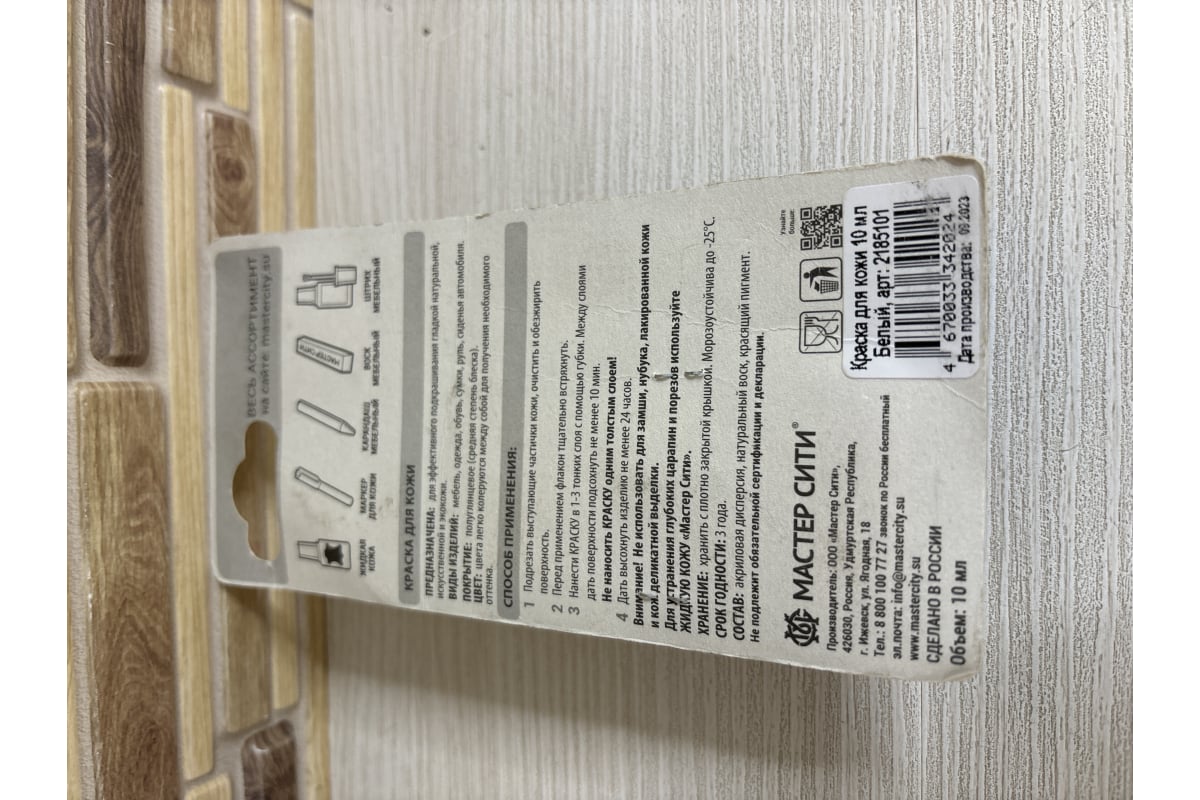 ВЕСЬ АССОРТИМЕНТ
на сайте: mastercity.su
ЖИДКАЯ
КОЖА
МАРКЕР
ДЛЯ КОЖИ
КАРАНДАШ
МЕБЕЛЬНЫЙ
МАСТЕР СИТИ
ВОСК
МЕБЕЛЬНЫЙ
ШТРИХ
МЕБЕЛЬНЫЙ
КРАСКА ДЛЯ КОЖИ
ПРЕДНАЗНАЧЕНА: для эффективного подкрашивания гладкой натуральной,
искусственной и экокожи.
ВИДЫ ИЗДЕЛИЙ: мебель, одежда, обувь, сумки, руль, сиденья автомобиля.
ПОКРЫТИЕ: полуглянцевое (средняя степень блеска).
ЦВЕТ: цвета легко колеруются между собой для получения необходимого
оттенка.
СПОСОБ ПРИМЕНЕНИЯ:
1 Подрезать выступающие частички кожи, очистить и обезжирить
поверхность.
2 Перед применением флакон тщательно встряхнуть.
3 Нанести КРАСКУ в 1-3 тонких слоя с помощью губки. Между слоями
дать поверхности подсохнуть не менее 10 мин.
Не наносить КРАСКУ одним толстым слоем!
4 Дать высохнуть изделию не менее 24 часов.
Внимание! Не использовать для замши, нубука, лакированной кожи
и кож деликатной выделки.
Для устранения глубоких царапин и порезов используйте
ЖИДКУЮ КОЖУ «Мастер Сити».
ХРАНЕНИЕ: хранить с плотно закрытой крышкой. Морозоустойчива до -25°С.
СРОК ГОДНОСТИ: 3 года.
СОСТАВ: акриловая дисперсия, натуральный воск, красящий пигмент.
Не подлежит обязательной сертификации и декларации.
МАСТЕР СИТИ®
Производитель: ООО «Мастер Сити»,
426030, Россия, Удмуртская Республика,
г. Ижевск, ул. Ягодная, 18
Тел.: 8 800 100 77 27 звонок по России бесплатный
эл.почта: info@mastercity.su
www.mastercity.su
СДЕЛАНО В РОССИИ
Объем: 10 мл
Узнайте
больше:
Краска для кожи 10 мл
Белый, арт: 2185101
4 670033 342024
Дата производства: 09.2023